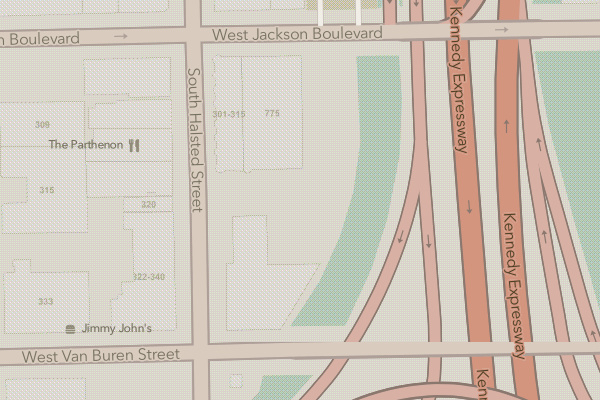 n Boulevard
West Jackson Boulevard
Kennedy Expressway
South Halsted Street
301-315
775
309
The Parthenon
315
320
Kennedy Expressway
322-340
333
Jimmy John's
West Van Buren Street
Kenn